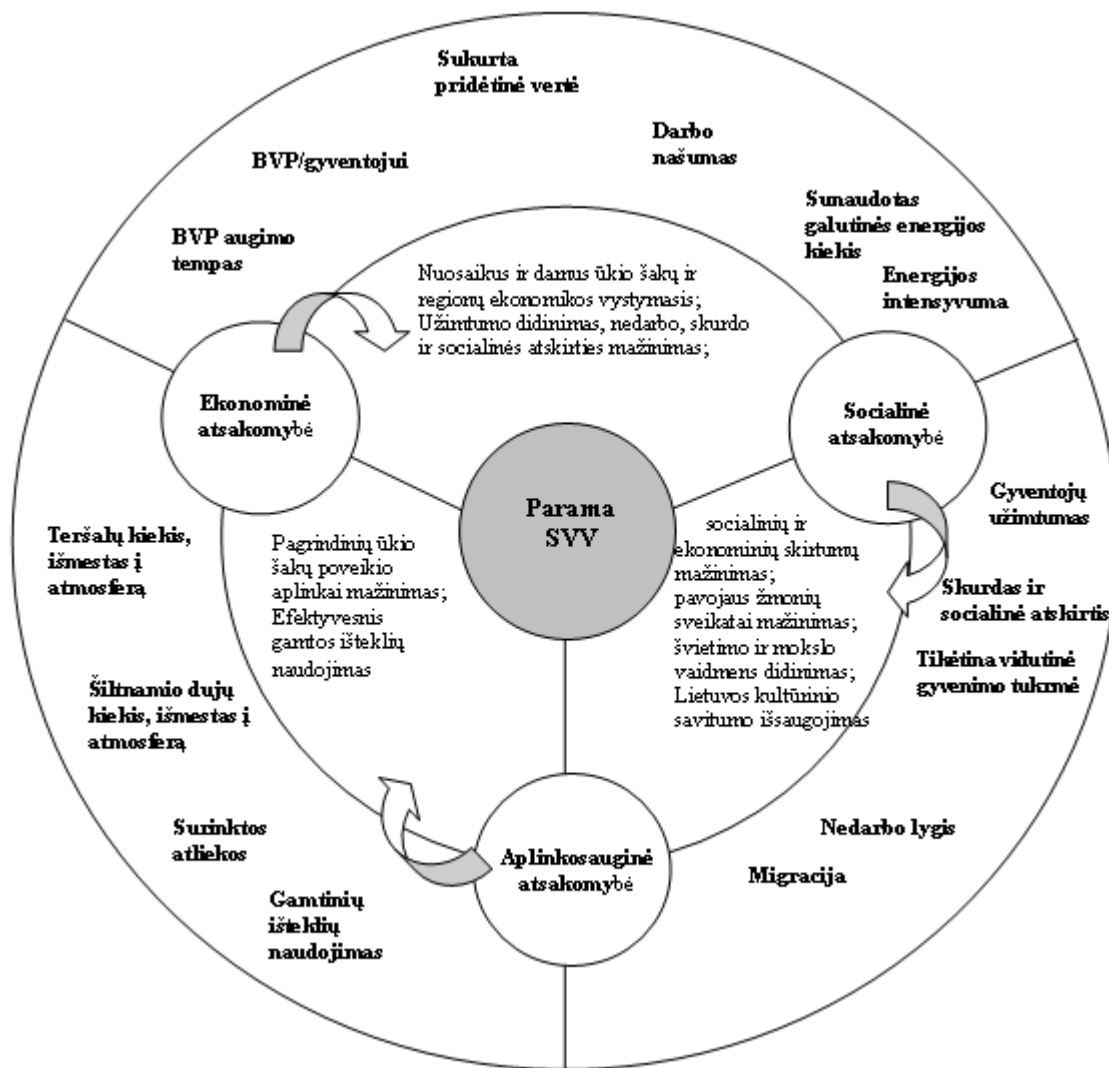 Sukurta
pridėtinė vertė
Darbo
našumas
BVP/gyventojui
Sunaudotas
galutinės energijos
kiekis
BVP augimo
tempas
Energijos
intensyvuma
Nuosaikus ir darnus ūkio šakų ir
regionų ekonomikos vystymasis;
Užimtumo didinimas, nedarbo, skurdo
ir socialinės atskirties mažinimas;
Ekonominė
atsakomybė
Socialinė
atsakomybė
Parama
SVV
Gyventojų
užimtumas
Teršalų kiekis,
išmestas į
atmosferą
Pagrindinių ūkio
šakų poveikio
aplinkai mažinimas;
Efektyvesnis
gamtos išteklių
naudojimas
socialinių ir
ekonominių skirtumų
mažinimas;
pavojaus žmonių
sveikatai mažinimas;
švietimo ir mokslo
vaidmens didinimas;
Lietuvos kultūrinio
savitumo išsaugojimas
Skurdas ir
socialinė atskirtis
Tikėtina vidutinė
gyvenimo tukrmė
Šiltnamio dujų
kiekis, išmestas į
atmosferą
Surinktos
atliekos
Gamtinių
išteklių
naudojimas
Aplinkosauginė
atsakomybė
Nedarbo lygis
Migracija